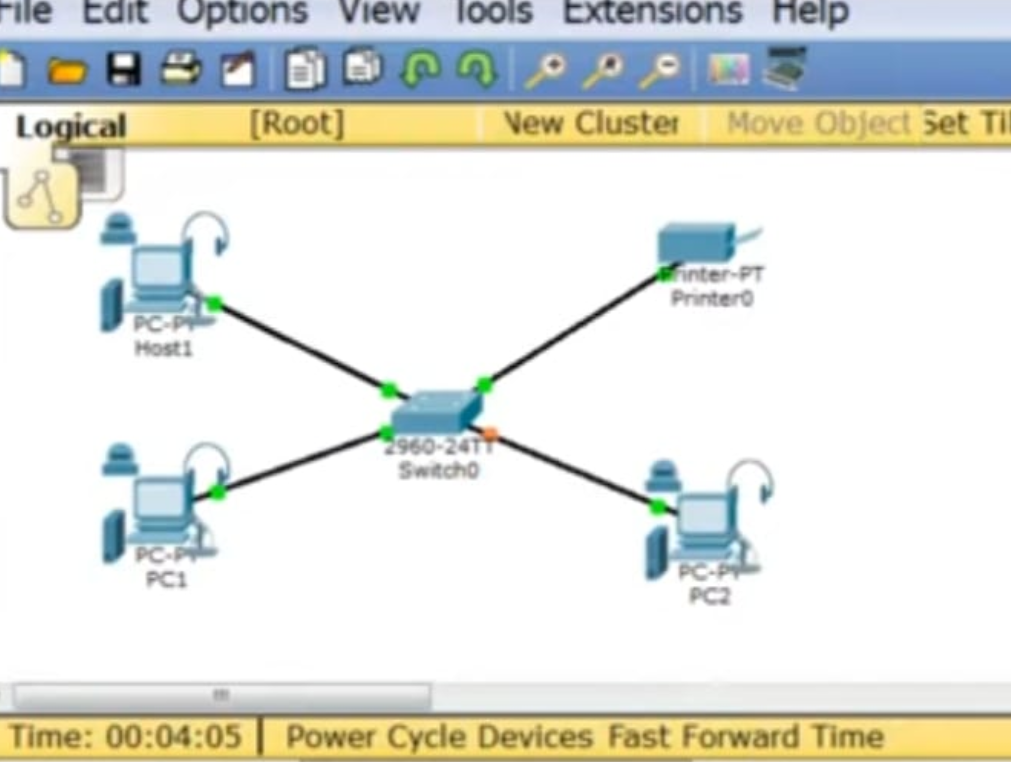 File Edit Options View Tools Extensions Help
Logical [Root] New Cluster Move Object Set Til
PC-PT
Host1
Printer-PT
Printer0
2960-24TT
Switch0
PC-PT
PC1
PC-PT
PC2
Time: 00:04:05 Power Cycle Devices Fast Forward Time